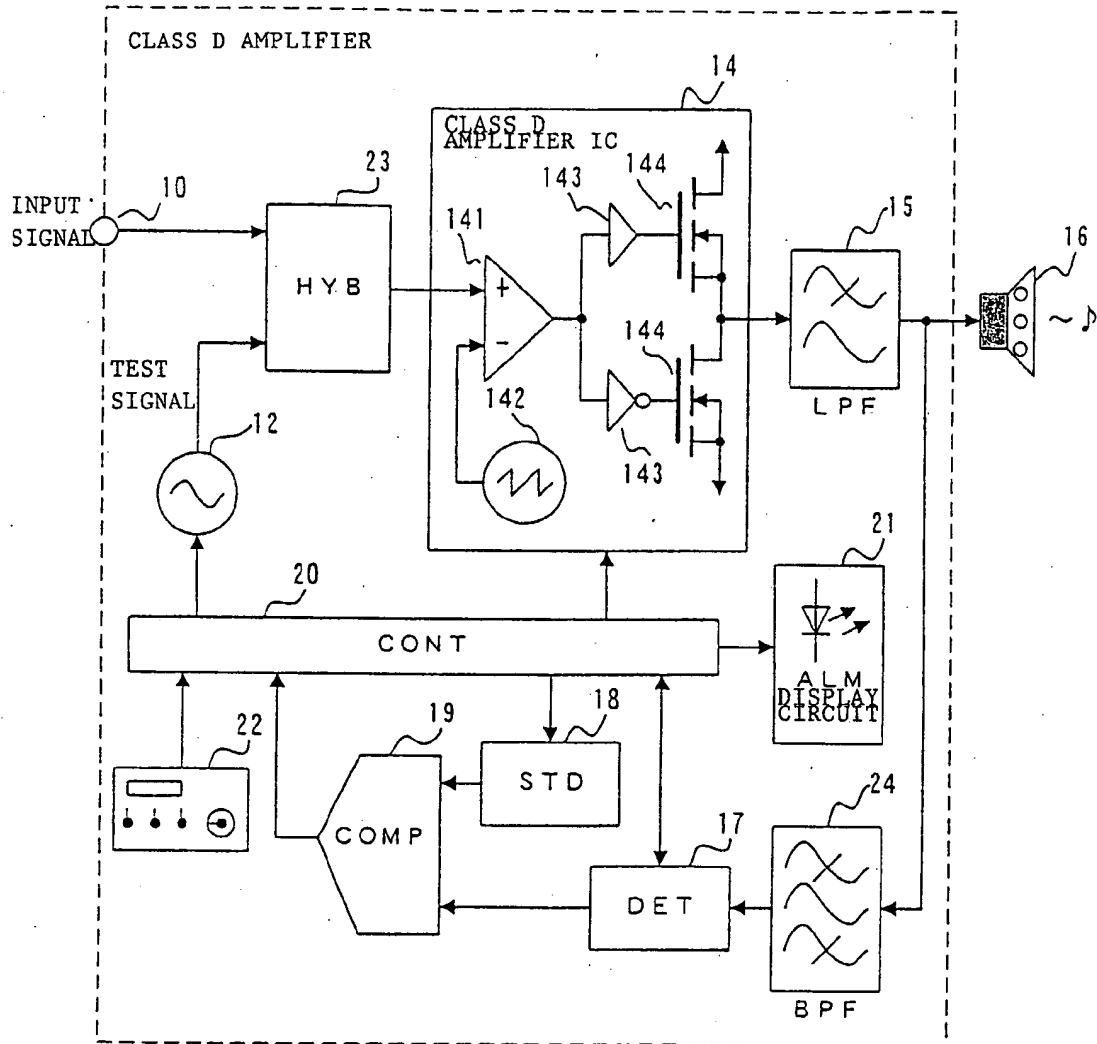 CLASS D AMPLIFIER
14
CLASS D
AMPLIFIER IC
10
23
143
144
15
16
INPUT
SIGNAL
141
HYB
+
−
144
TEST
SIGNAL
142
LPF
12
143
21
20
CONT
ALM
DISPLAY
CIRCUIT
22
19
18
STD
24
COMP
17
DET
BPF